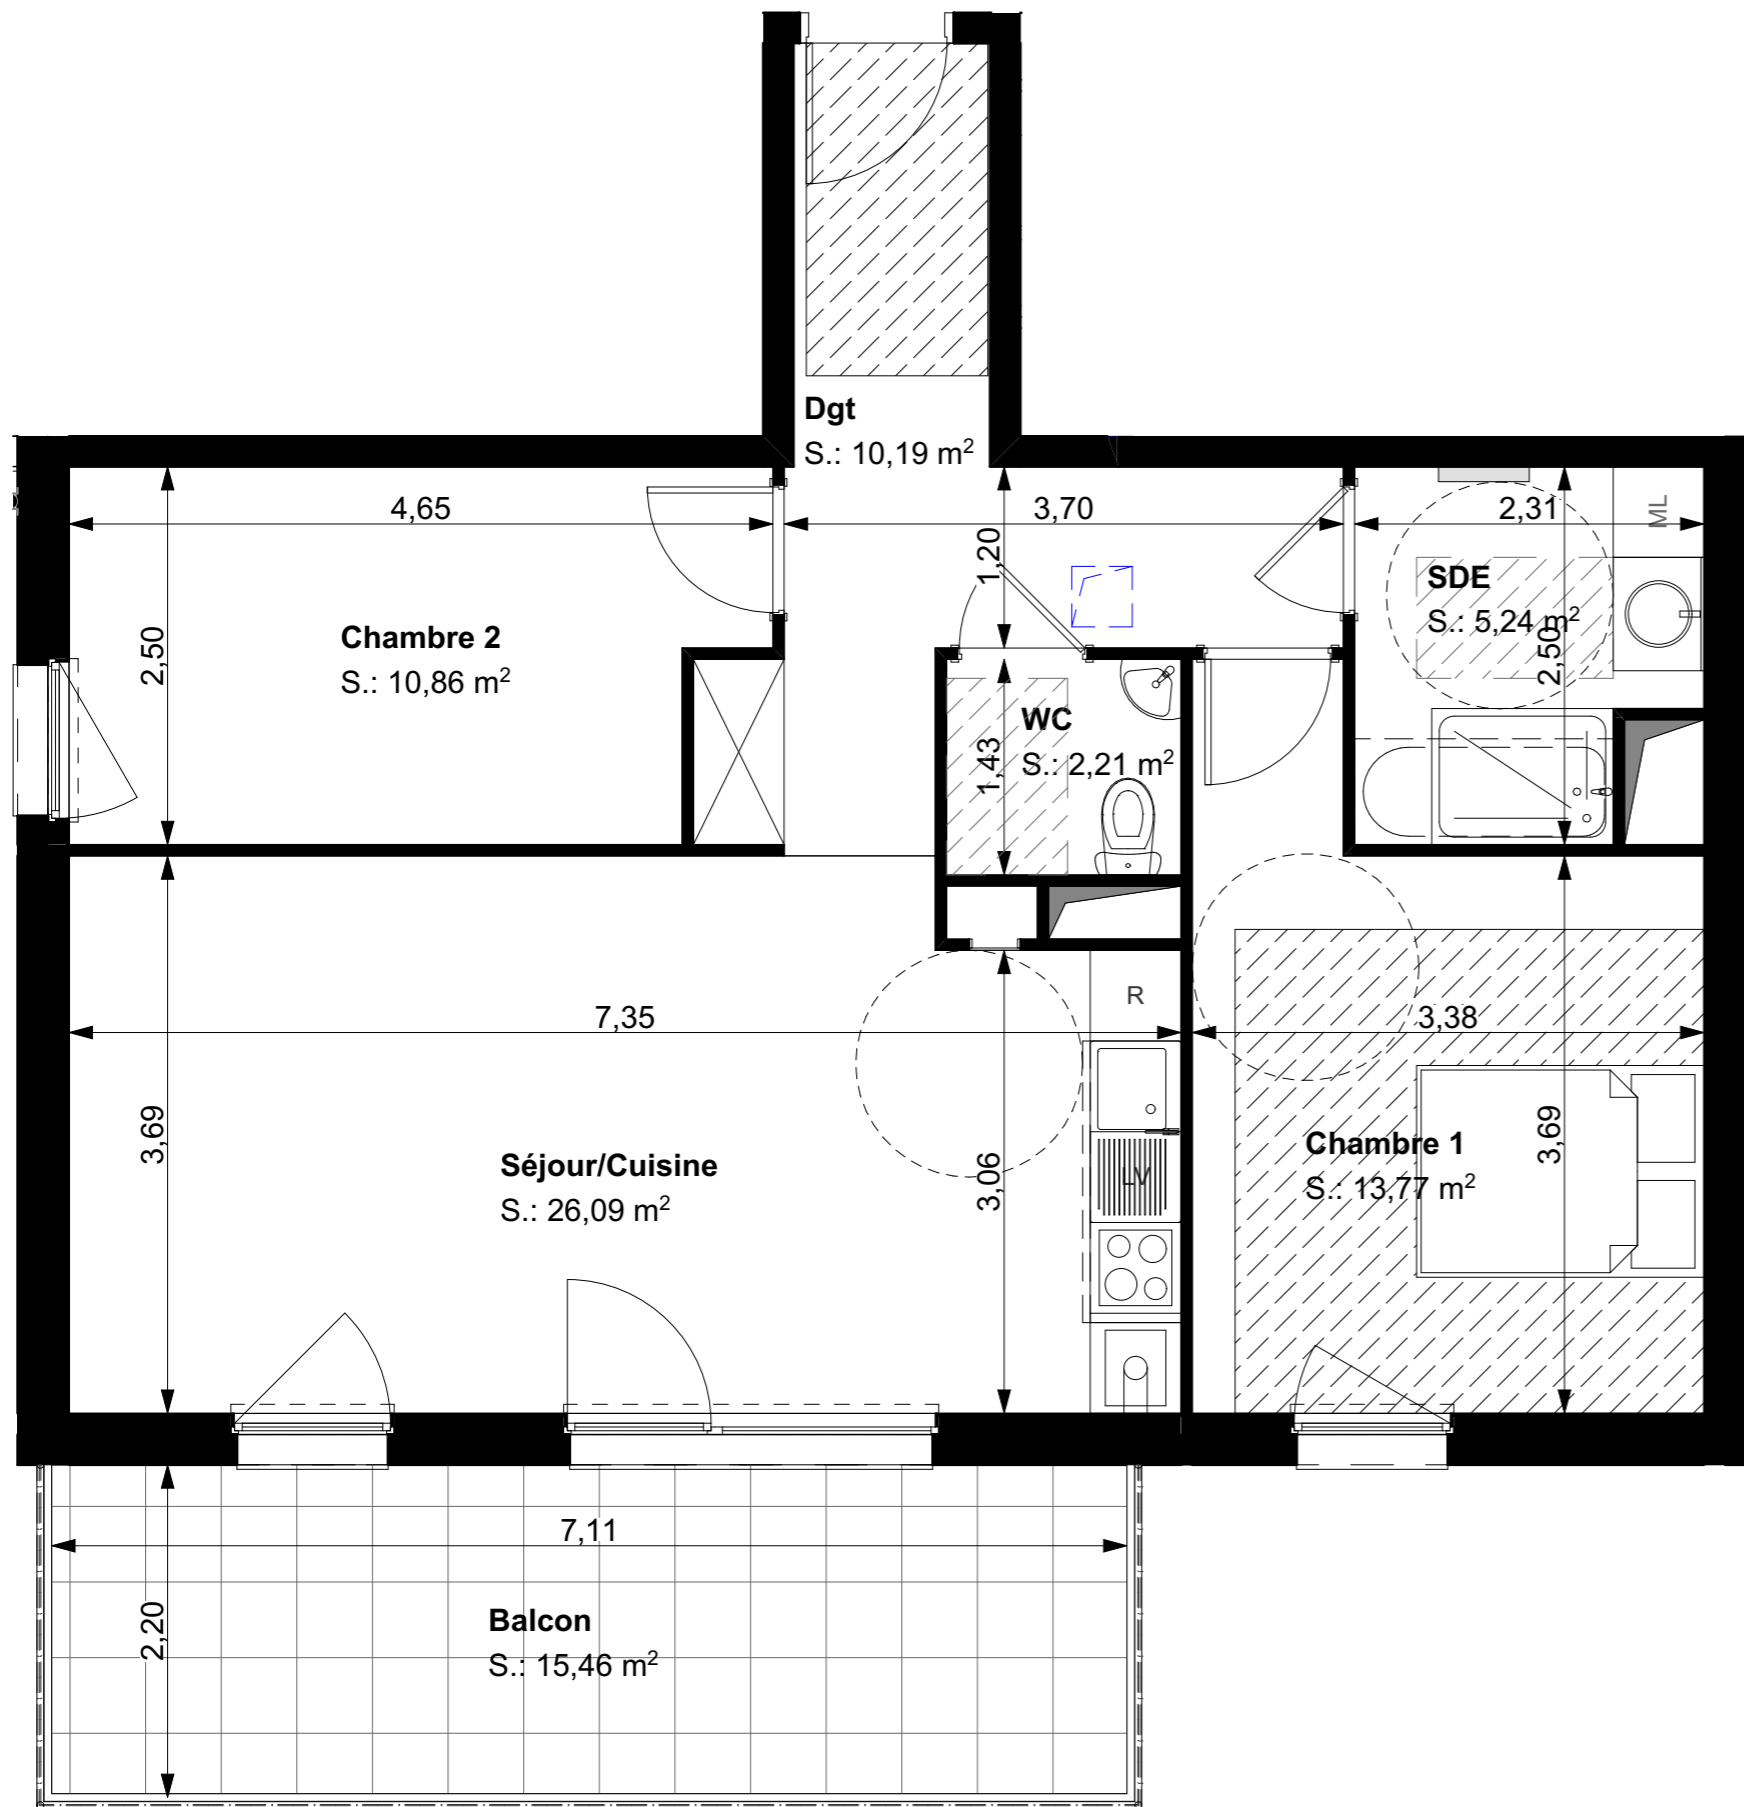 Dgt
S.: 10,19 m²
4,65
3,70
2,31
ML
1,20
SDE
S.: 5,24 m²
2,50
Chambre 2
S.: 10,86 m²
2,50
WC
S.: 2,21 m²
1,43
R
7,35
3,38
3,69
Séjour/Cuisine
S.: 26,09 m²
3,06
LV
Chambre 1
S.: 13,77 m²
3,69
7,11
Balcon
S.: 15,46 m²
2,20